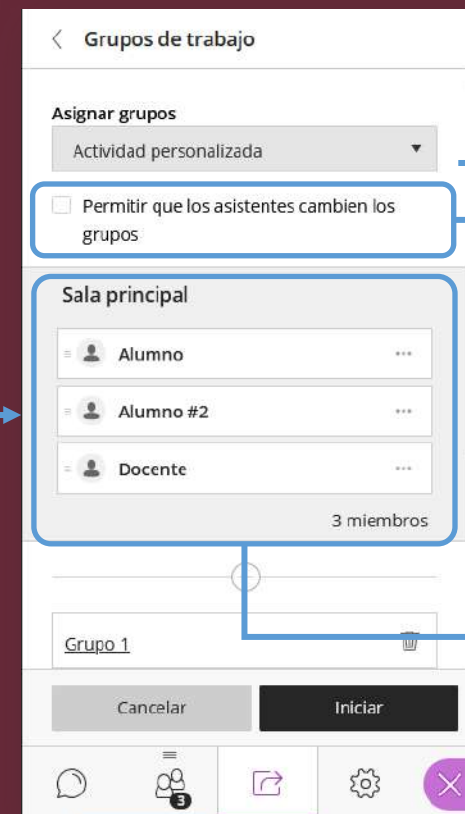 Grupos de trabajo
Asignar grupos
Actividad personalizada
Permitir que los asistentes cambien los
grupos
Sala principal
Alumno
Alumno #2
Docente
3 miembros
Grupo 1
Cancelar
Iniciar
3